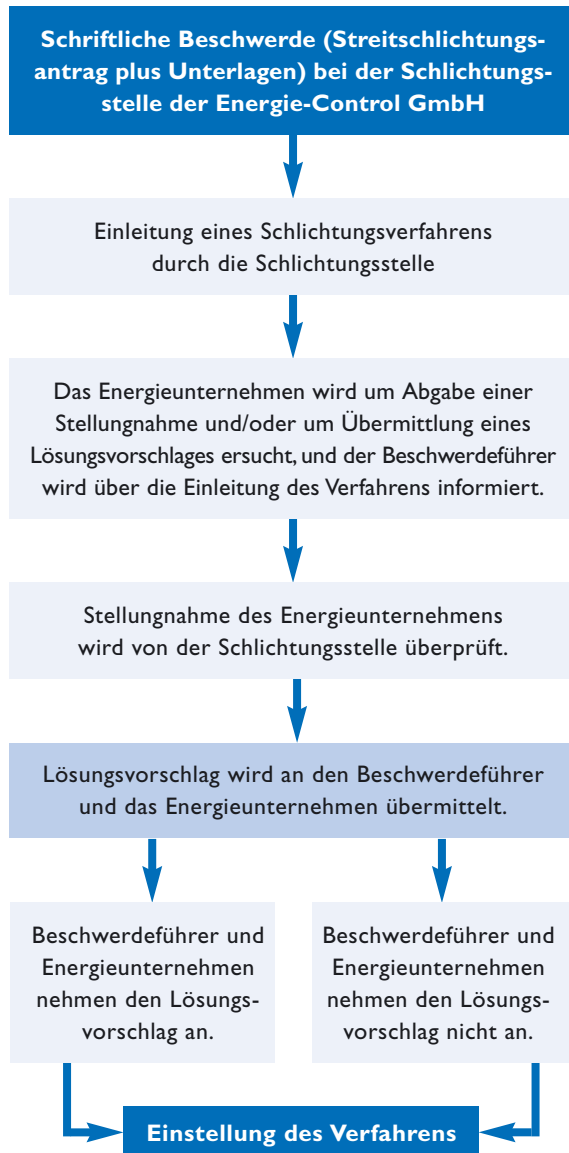 Schriftliche Beschwerde (Streitschlichtungs-
antrag plus Unterlagen) bei der Schlichtungs-
stelle der Energie-Control GmbH
Einleitung eines Schlichtungsverfahrens
durch die Schlichtungsstelle
Das Energieunternehmen wird um Abgabe einer
Stellungnahme und/oder um Übermittlung eines
Lösungsvorschlages ersucht, und der Beschwerdeführer
wird über die Einleitung des Verfahrens informiert.
Stellungnahme des Energieunternehmens
wird von der Schlichtungsstelle überprüft.
Lösungsvorschlag wird an den Beschwerdeführer
und das Energieunternehmen übermittelt.
Beschwerdeführer und
Energieunternehmen
nehmen den Lösungs-
vorschlag an.
Beschwerdeführer und
Energieunternehmen
nehmen den Lösungs-
vorschlag nicht an.
Einstellung des Verfahrens